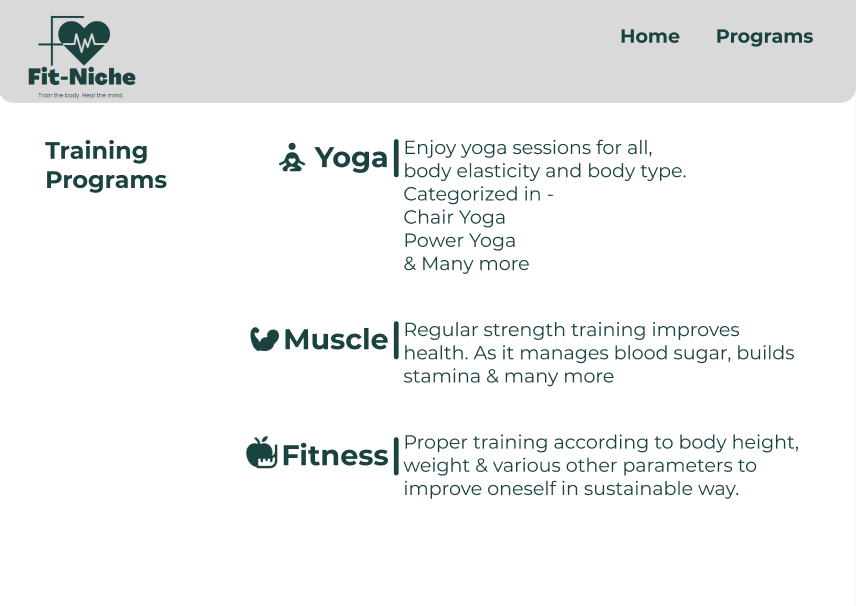 Fit-Niche
Train the body. Heal the mind.
Home
Programs
Training
Programs
Yoga
Enjoy yoga sessions for all,
body elasticity and body type.
Categorized in -
Chair Yoga
Power Yoga
& Many more
Muscle
Regular strength training improves
health. As it manages blood sugar, builds
stamina & many more
Fitness
Proper training according to body height,
weight & various other parameters to
improve oneself in sustainable way.